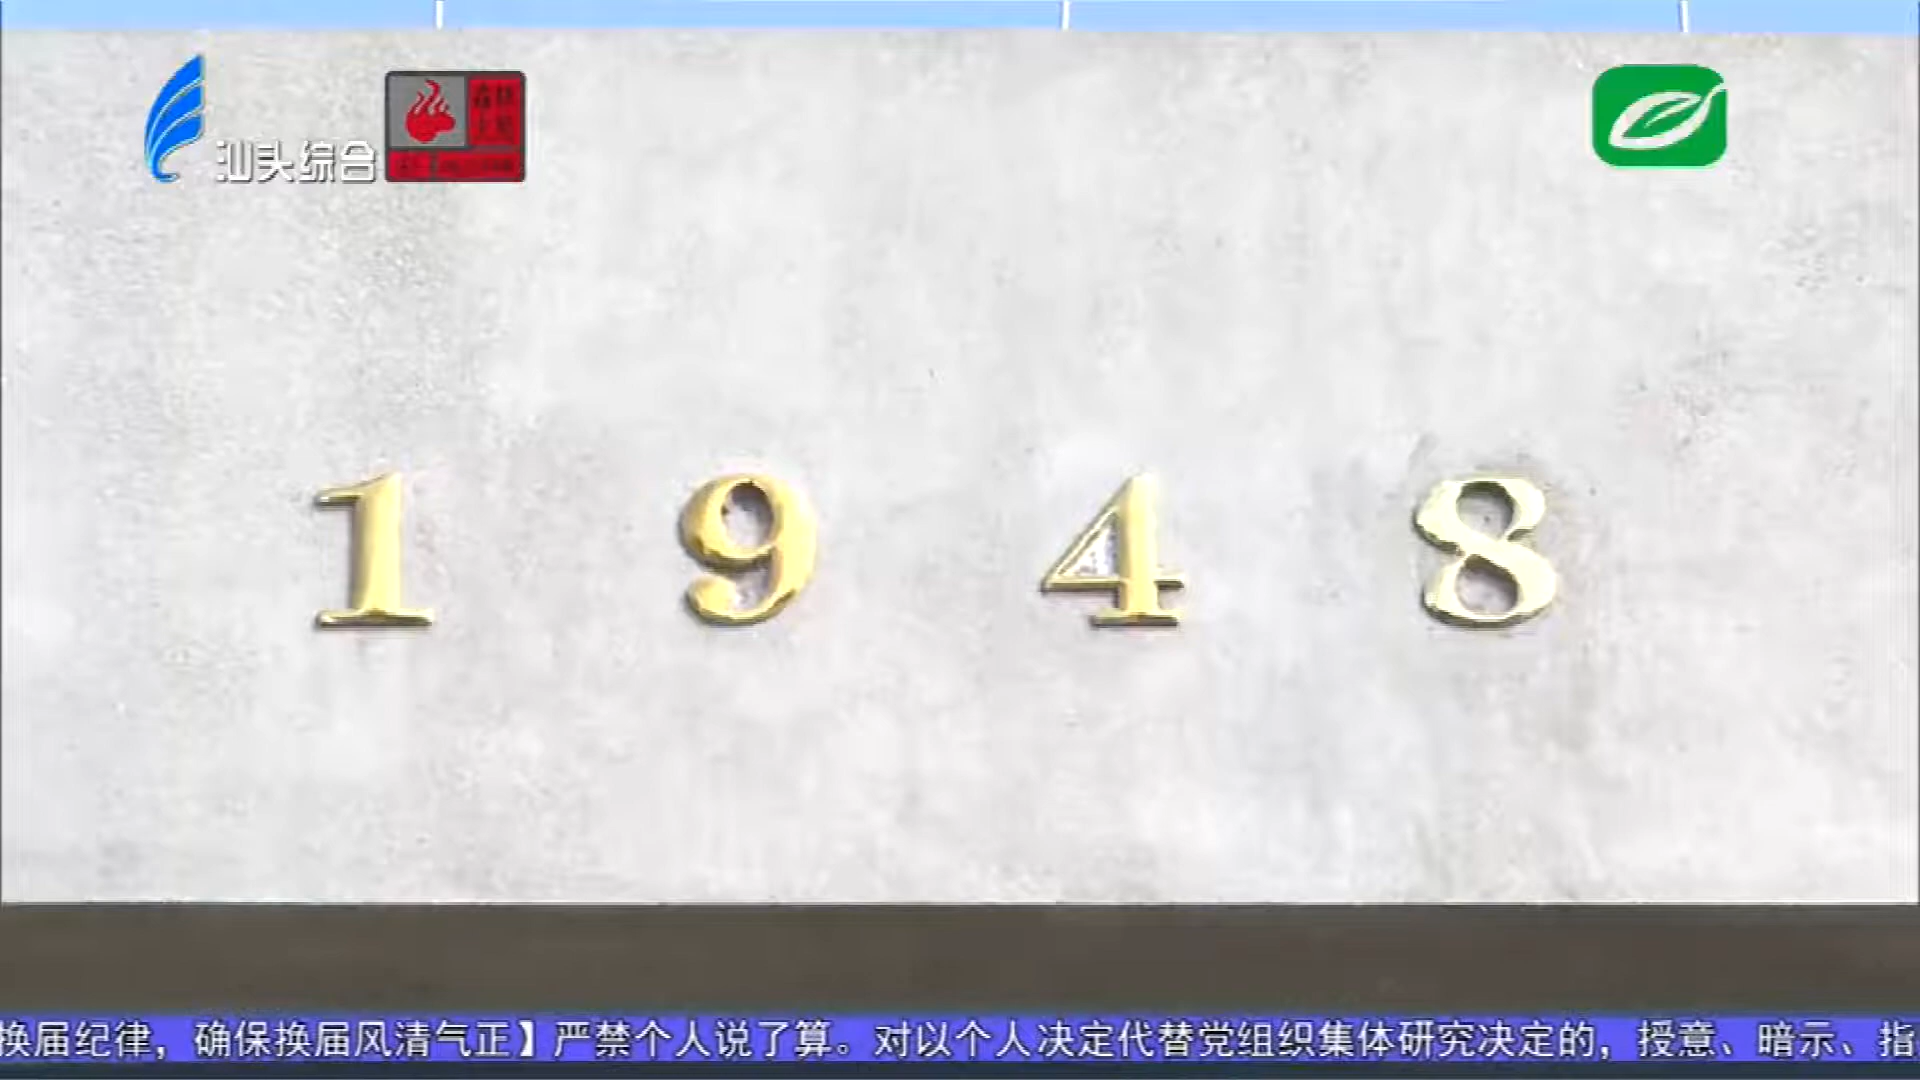 汕头综合
1 9 4 8
换届纪律，确保换届风清气正】严禁个人说了算。对以个人决定代替党组织集体研究决定的，授意、暗示、指